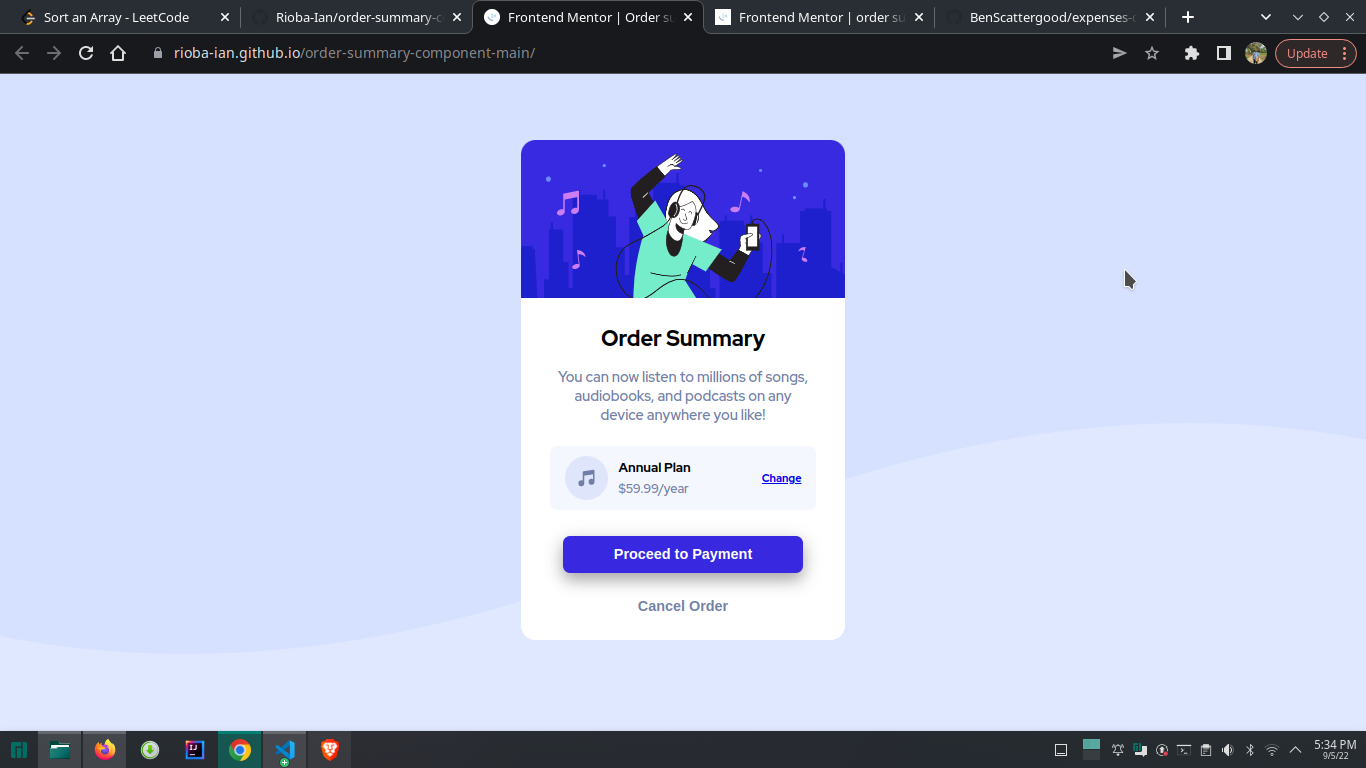 Sort an Array - LeetCode
Rioba-Ian/order-summary-c
Frontend Mentor | Order su
Frontend Mentor | order su
BenScattergood/expenses-c
rioba-ian.github.io/order-summary-component-main/
Update
Order Summary
You can now listen to millions of songs,
audiobooks, and podcasts on any
device anywhere you like!
Annual Plan
$59.99/year
Change
Proceed to Payment
Cancel Order
5:34 PM
9/5/22